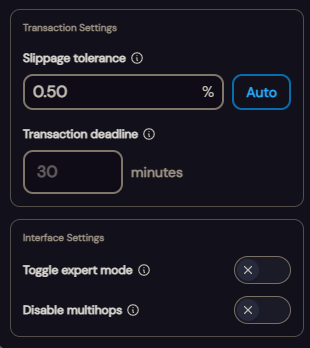 Transaction Settings
Slippage tolerance
0.50 %
Auto
Transaction deadline
30 minutes
Interface Settings
Toggle expert mode
Disable multihops